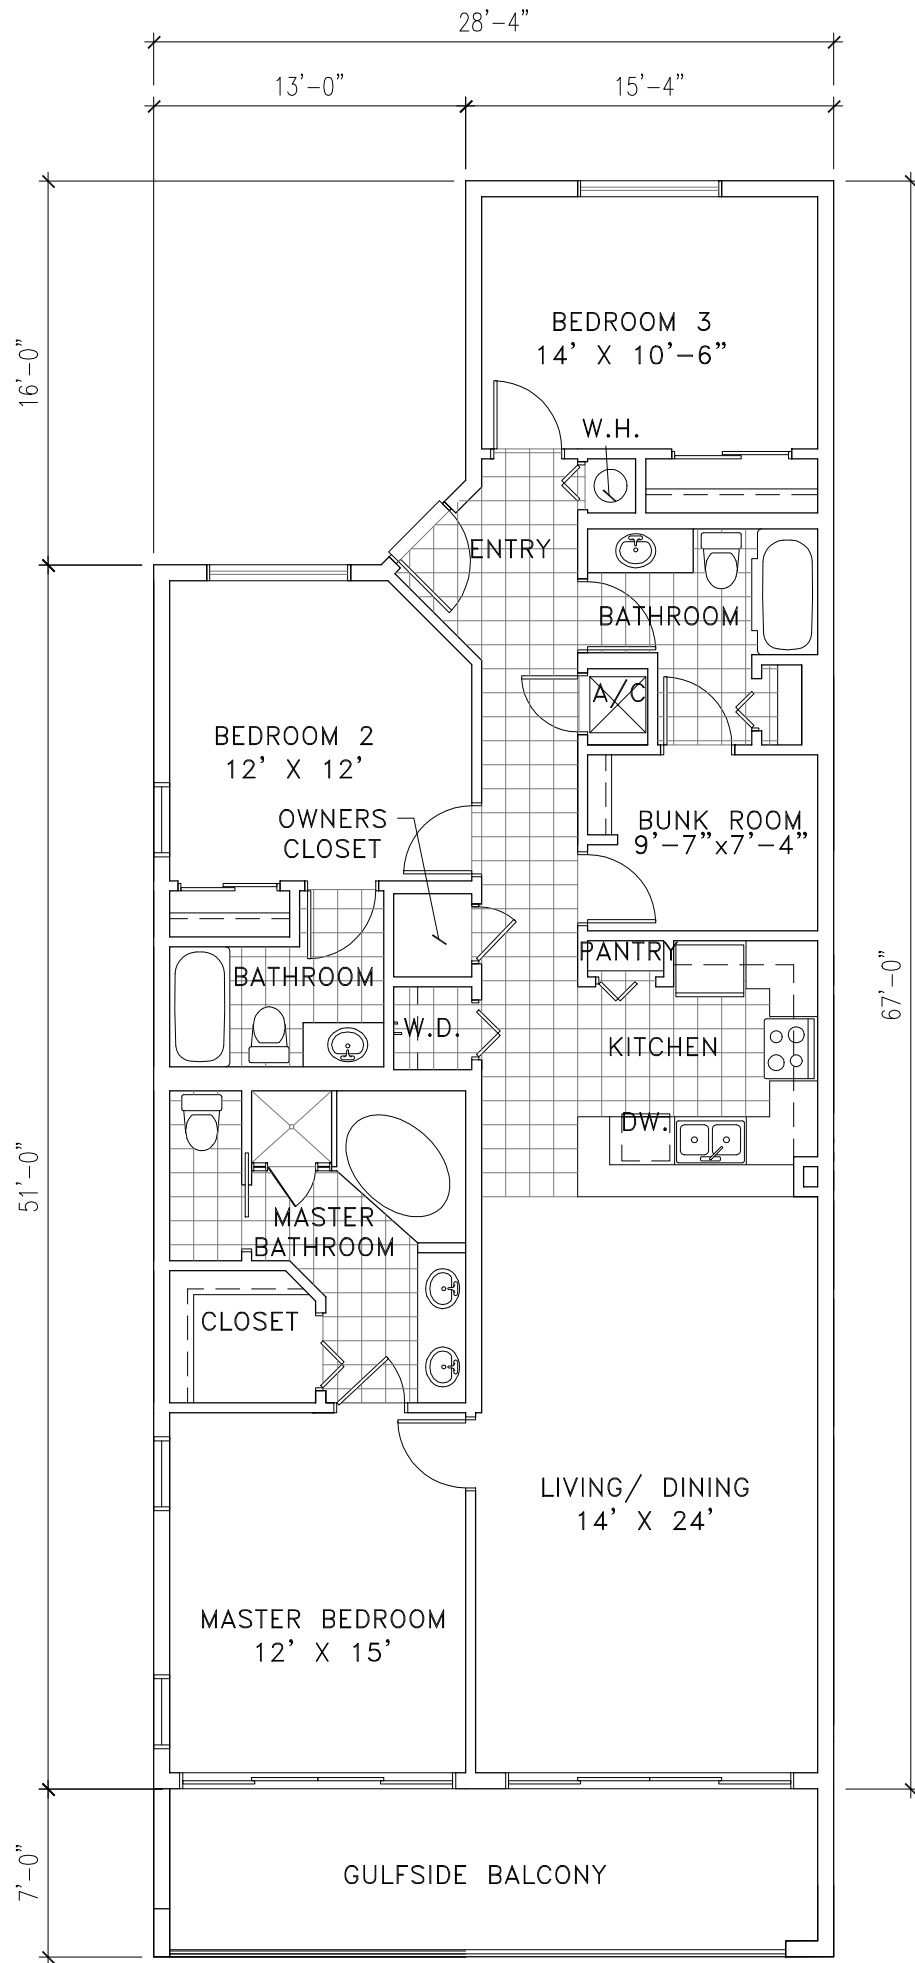 28'-4"
13'-0"
15'-4"
16'-0"
BEDROOM 3
14' X 10'-6"
W.H.
ENTRY
BATHROOM
A/C
BEDROOM 2
12' X 12'
OWNERS
CLOSET
BUNK ROOM
9'-7"x7'-4"
PANTRY
BATHROOM
67'-0"
W.D.
KITCHEN
DW.
51'-0"
MASTER
BATHROOM
CLOSET
LIVING/ DINING
14' X 24'
MASTER BEDROOM
12' X 15'
7'-0"
GULFSIDE BALCONY